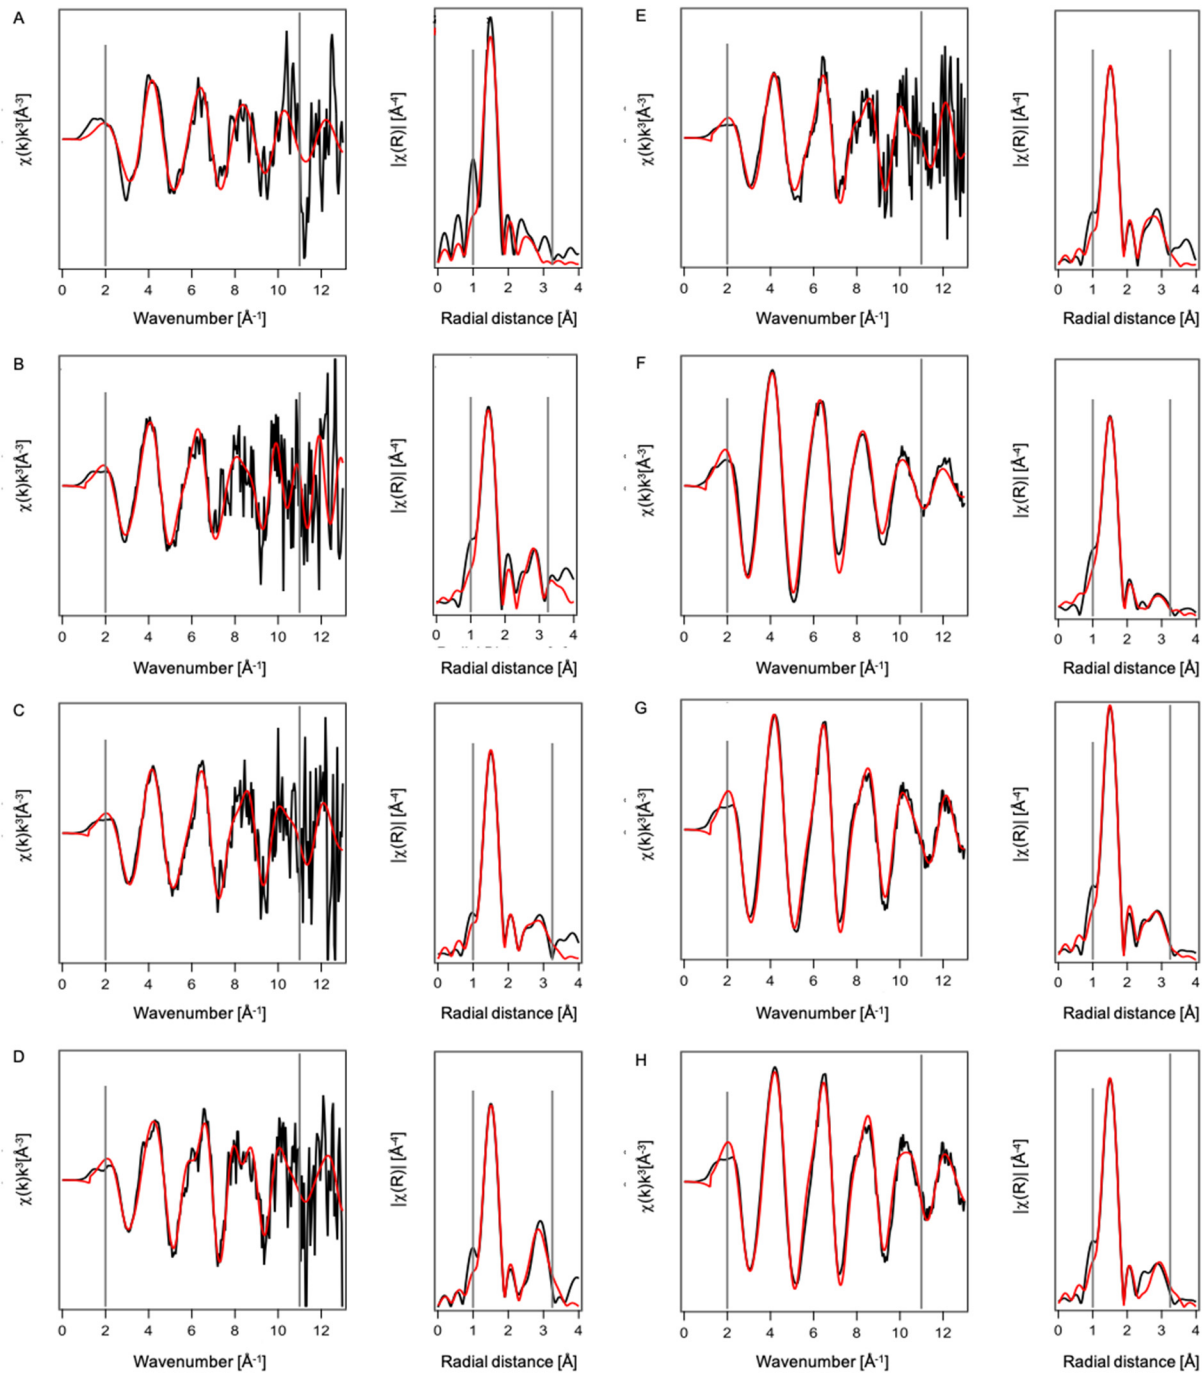 A
χ(k)k³[Å⁻³]
0 2 4 6 8 10 12
Wavenumber [Å⁻¹]
|χ(R)| [Å⁻⁴]
0 1 2 3 4
Radial distance [Å]
E
χ(k)k³[Å⁻³]
0 2 4 6 8 10 12
Wavenumber [Å⁻¹]
|χ(R)| [Å⁻⁴]
0 1 2 3 4
Radial distance [Å]
B
χ(k)k³[Å⁻³]
0 2 4 6 8 10 12
Wavenumber [Å⁻¹]
|χ(R)| [Å⁻⁴]
0 1 2 3 4
Radial distance [Å]
F
χ(k)k³[Å⁻³]
0 2 4 6 8 10 12
Wavenumber [Å⁻¹]
|χ(R)| [Å⁻⁴]
0 1 2 3 4
Radial distance [Å]
C
χ(k)k³[Å⁻³]
0 2 4 6 8 10 12
Wavenumber [Å⁻¹]
|χ(R)| [Å⁻⁴]
0 1 2 3 4
Radial distance [Å]
G
χ(k)k³[Å⁻³]
0 2 4 6 8 10 12
Wavenumber [Å⁻¹]
|χ(R)| [Å⁻⁴]
0 1 2 3 4
Radial distance [Å]
D
χ(k)k³[Å⁻³]
0 2 4 6 8 10 12
Wavenumber [Å⁻¹]
|χ(R)| [Å⁻⁴]
0 1 2 3 4
Radial distance [Å]
H
χ(k)k³[Å⁻³]
0 2 4 6 8 10 12
Wavenumber [Å⁻¹]
|χ(R)| [Å⁻⁴]
0 1 2 3 4
Radial distance [Å]